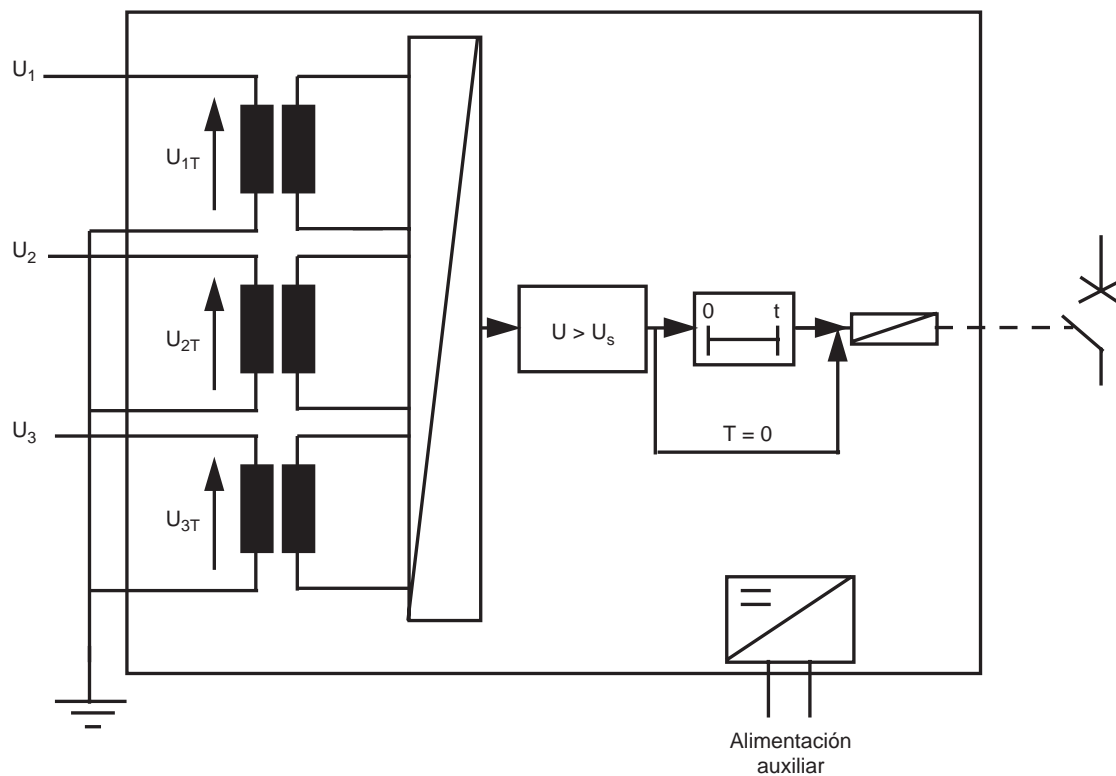 U₁
U₁T
U₂
U₂T
U₃
U₃T
U > Uₛ
0 t
T = 0
Alimentación
auxiliar